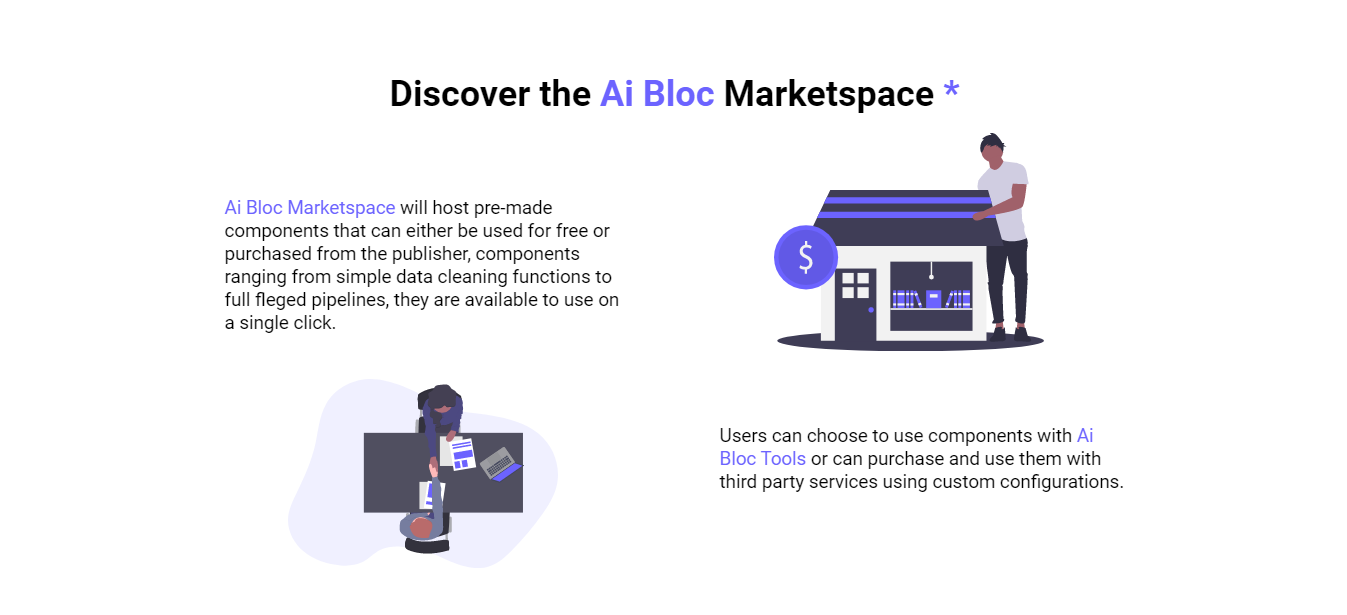 Discover the Ai Bloc Marketspace *
Ai Bloc Marketspace will host pre-made
components that can either be used for free or
purchased from the publisher, components
ranging from simple data cleaning functions to
full fleged pipelines, they are available to use on
a single click.
$
Users can choose to use components with Ai
Bloc Tools or can purchase and use them with
third party services using custom configurations.